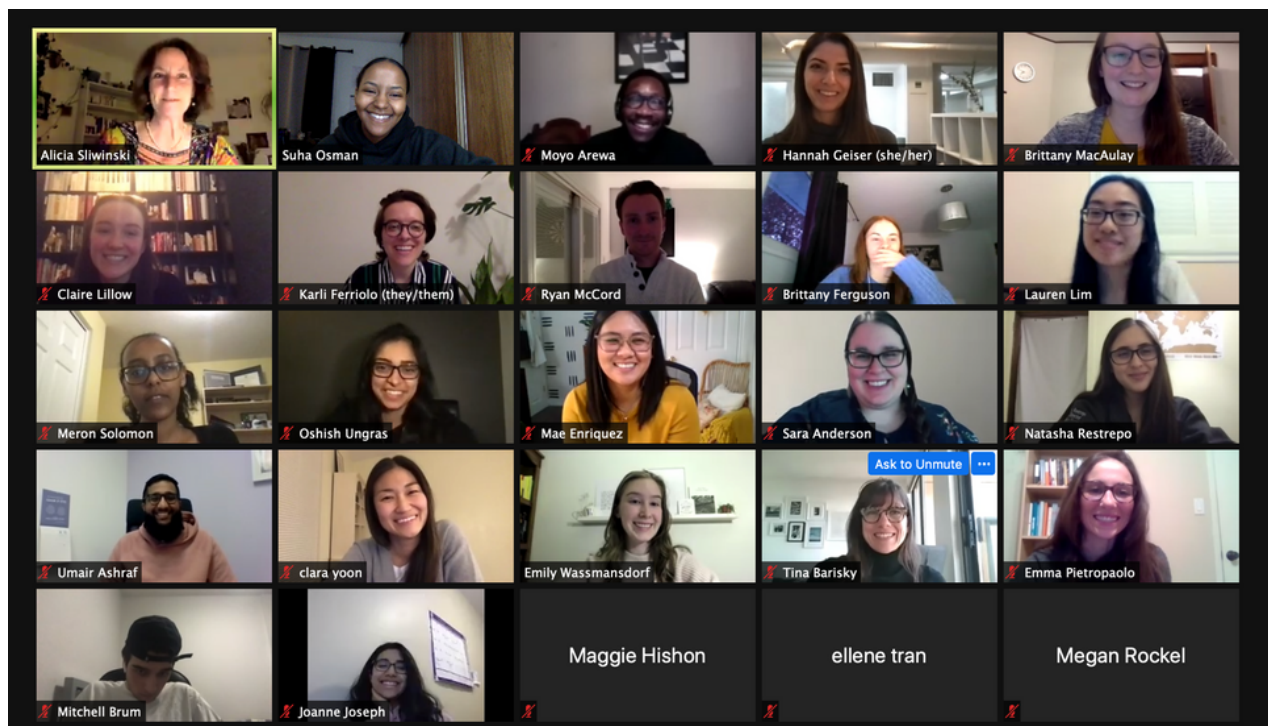 Alicia Sliwinski
Suha Osman
Moyo Arewa
Hannah Geiser (she/her)
Brittany MacAulay
Claire Lillow
Karli Ferriolo (they/them)
Ryan McCord
Brittany Ferguson
Lauren Lim
Meron Solomon
Oshish Ungras
Mae Enriquez
Sara Anderson
Natasha Restrepo
Ask to Unmute ...
Umair Ashraf
clara yoon
Emily Wassmansdorf
Tina Barisky
Emma Pietropaolo
Mitchell Brum
Joanne Joseph
Maggie Hishon
ellene tran
Megan Rockel